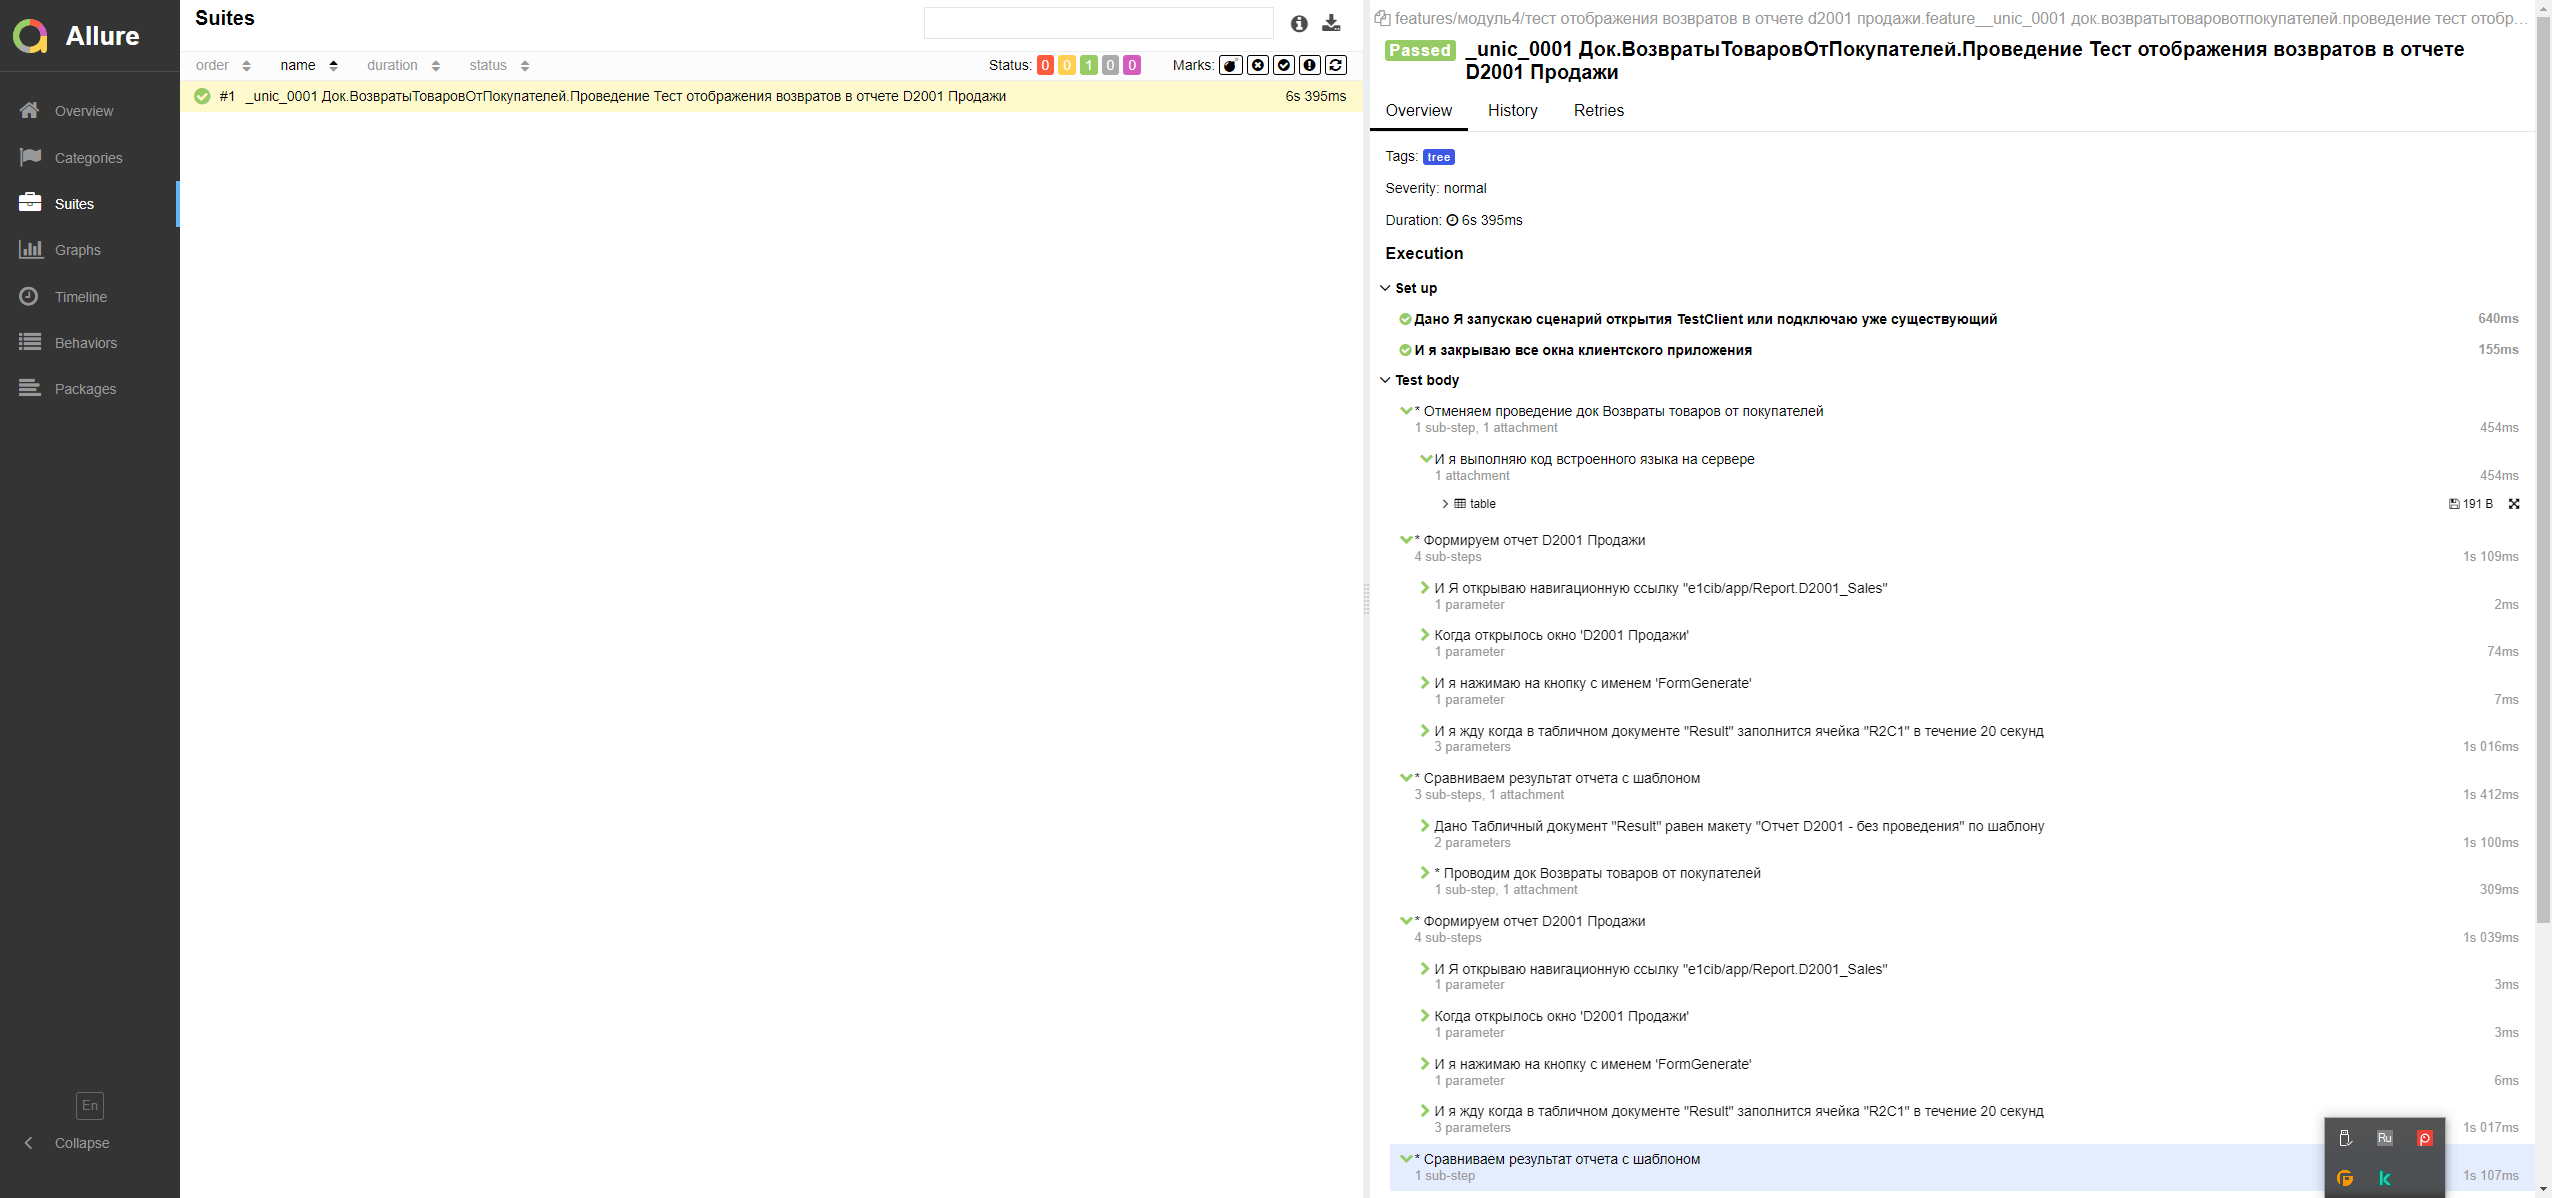 Allure
Overview
Categories
Suites
Graphs
Timeline
Behaviors
Packages
En
Collapse
Suites
order name duration status
Status: 0 0 1 0 0 Marks:
#1 _unic_0001 Док.ВозвратыТоваровОтПокупателей.Проведение Тест отображения возвратов в отчете D2001 Продажи 6s 395ms
features/модуль4/тест отображения возвратов в отчете d2001 продажи.feature__unic_0001 док.возвратытоваровотпокупателей.проведение тест отобр...
Passed _unic_0001 Док.ВозвратыТоваровОтПокупателей.Проведение Тест отображения возвратов в отчете
D2001 Продажи
Overview History Retries
Tags: tree
Severity: normal
Duration: 6s 395ms
Execution
Set up
Дано Я запускаю сценарий открытия TestClient или подключаю уже существующий 640ms
И я закрываю все окна клиентского приложения 155ms
Test body
* Отменяем проведение док Возвраты товаров от покупателей
1 sub-step, 1 attachment 454ms
И я выполняю код встроенного языка на сервере
1 attachment 454ms
table 191 B
* Формируем отчет D2001 Продажи
4 sub-steps 1s 109ms
И Я открываю навигационную ссылку "e1cib/app/Report.D2001_Sales"
1 parameter 2ms
Когда открылось окно 'D2001 Продажи'
1 parameter 74ms
И я нажимаю на кнопку с именем 'FormGenerate'
1 parameter 7ms
И я жду когда в табличном документе "Result" заполнится ячейка "R2C1" в течение 20 секунд
3 parameters 1s 016ms
* Сравниваем результат отчета с шаблоном
3 sub-steps, 1 attachment 1s 412ms
Дано Табличный документ "Result" равен макету "Отчет D2001 - без проведения" по шаблону
2 parameters 1s 100ms
* Проводим док Возвраты товаров от покупателей
1 sub-step, 1 attachment 309ms
* Формируем отчет D2001 Продажи
4 sub-steps 1s 039ms
И Я открываю навигационную ссылку "e1cib/app/Report.D2001_Sales"
1 parameter 3ms
Когда открылось окно 'D2001 Продажи'
1 parameter 3ms
И я нажимаю на кнопку с именем 'FormGenerate'
1 parameter 6ms
И я жду когда в табличном документе "Result" заполнится ячейка "R2C1" в течение 20 секунд
3 parameters 1s 017ms
* Сравниваем результат отчета с шаблоном
1 sub-step 1s 107ms
Ru